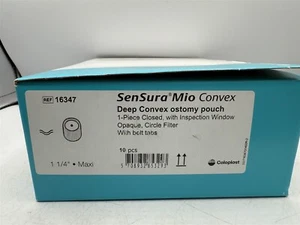 REF 16347
SenSura® Mio Convex
Deep Convex ostomy pouch
1-Piece Closed, with Inspection Window
Opaque, Circle Filter
With belt tabs
1 1/4" • Maxi
10 pcs
Coloplast